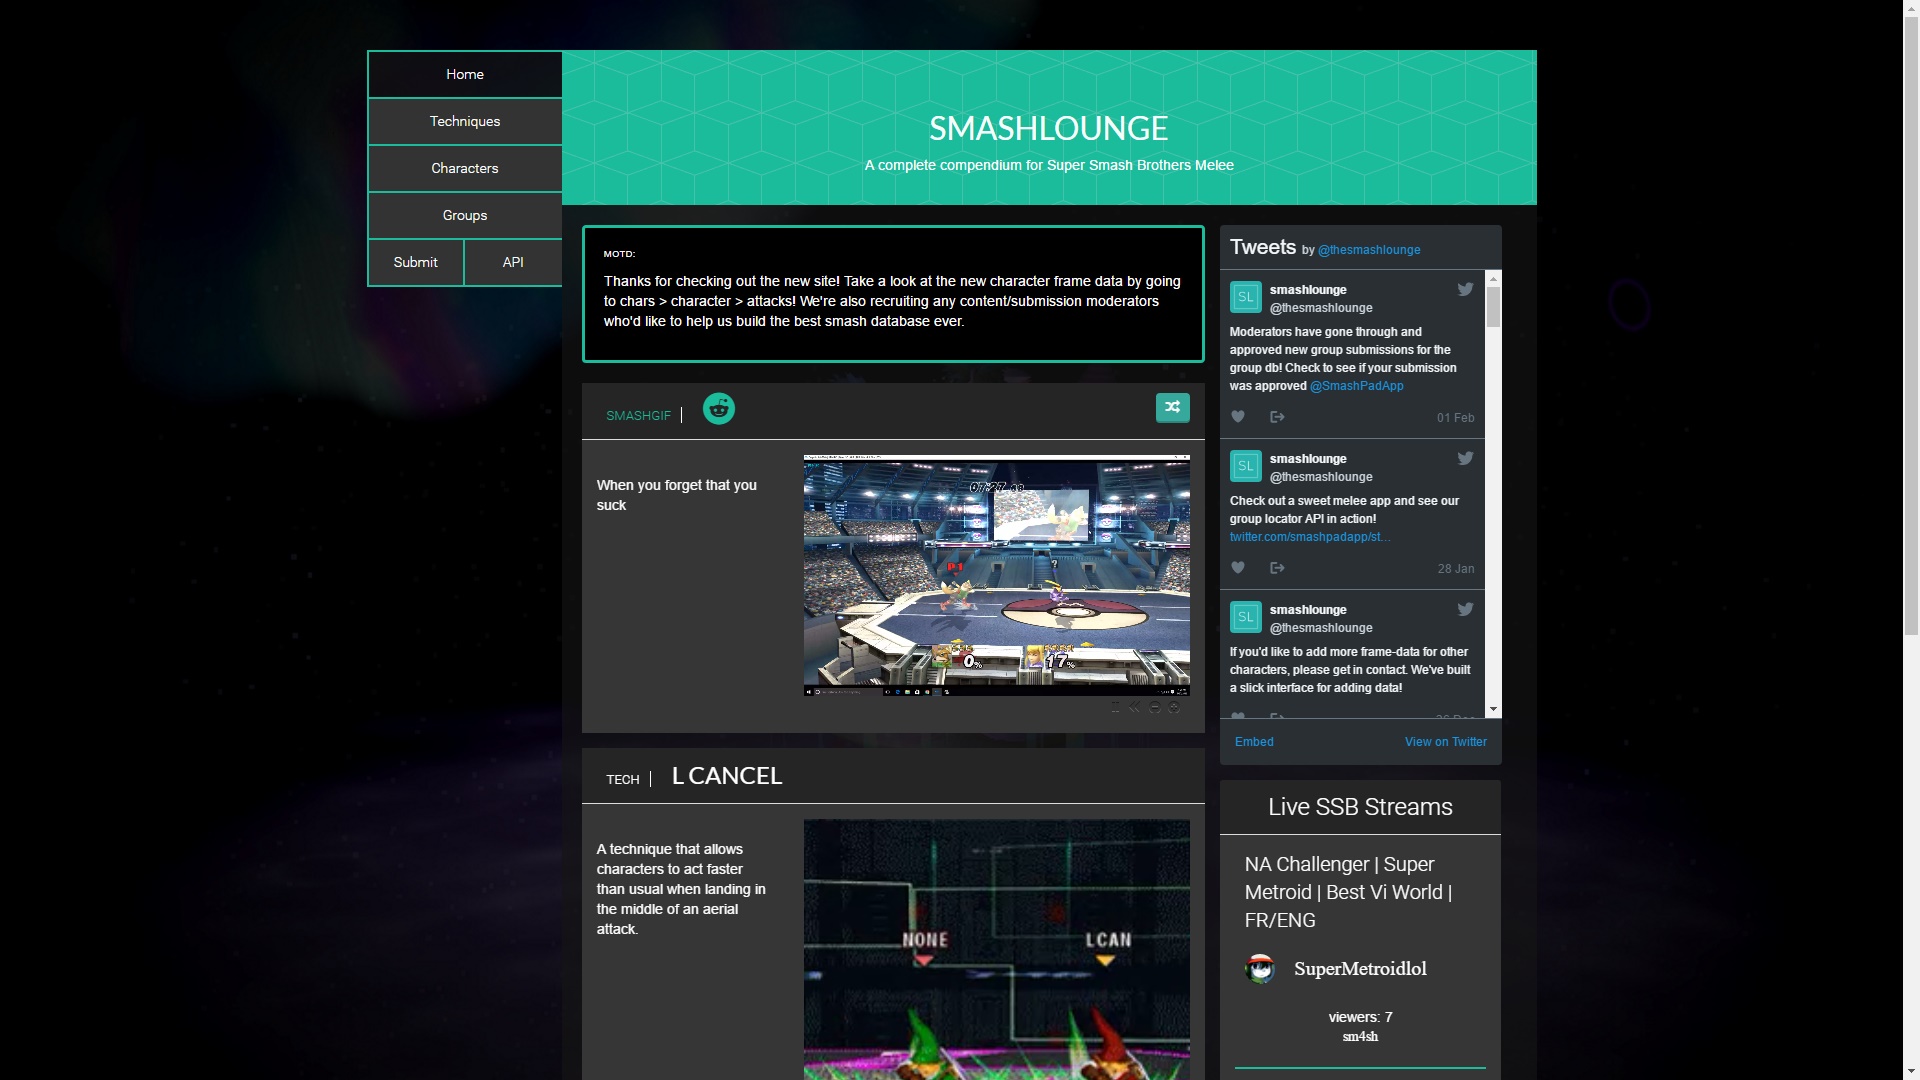 Home
Techniques
Characters
Groups
Submit
API
SMASHLOUNGE
A complete compendium for Super Smash Brothers Melee
MOTD:
Thanks for checking out the new site! Take a look at the new character frame data by going
to chars > character > attacks! We're also recruiting any content/submission moderators
who'd like to help us build the best smash database ever.
SMASHGIF
When you forget that you
suck
07:27
P1
?
0%
17%
TECH
L CANCEL
A technique that allows
characters to act faster
than usual when landing in
the middle of an aerial
attack.
NONE
LCAN
Tweets by @thesmashlounge
SL
smashlounge
@thesmashlounge
Moderators have gone through and
approved new group submissions for the
group db! Check to see if your submission
was approved @SmashPadApp
01 Feb
SL
smashlounge
@thesmashlounge
Check out a sweet melee app and see our
group locator API in action!
twitter.com/smashpadapp/st...
28 Jan
SL
smashlounge
@thesmashlounge
If you'd like to add more frame-data for other
characters, please get in contact. We've built
a slick interface for adding data!
Embed
View on Twitter
Live SSB Streams
NA Challenger | Super
Metroid | Best Vi World |
FR/ENG
SuperMetroidlol
viewers: 7
sm4sh